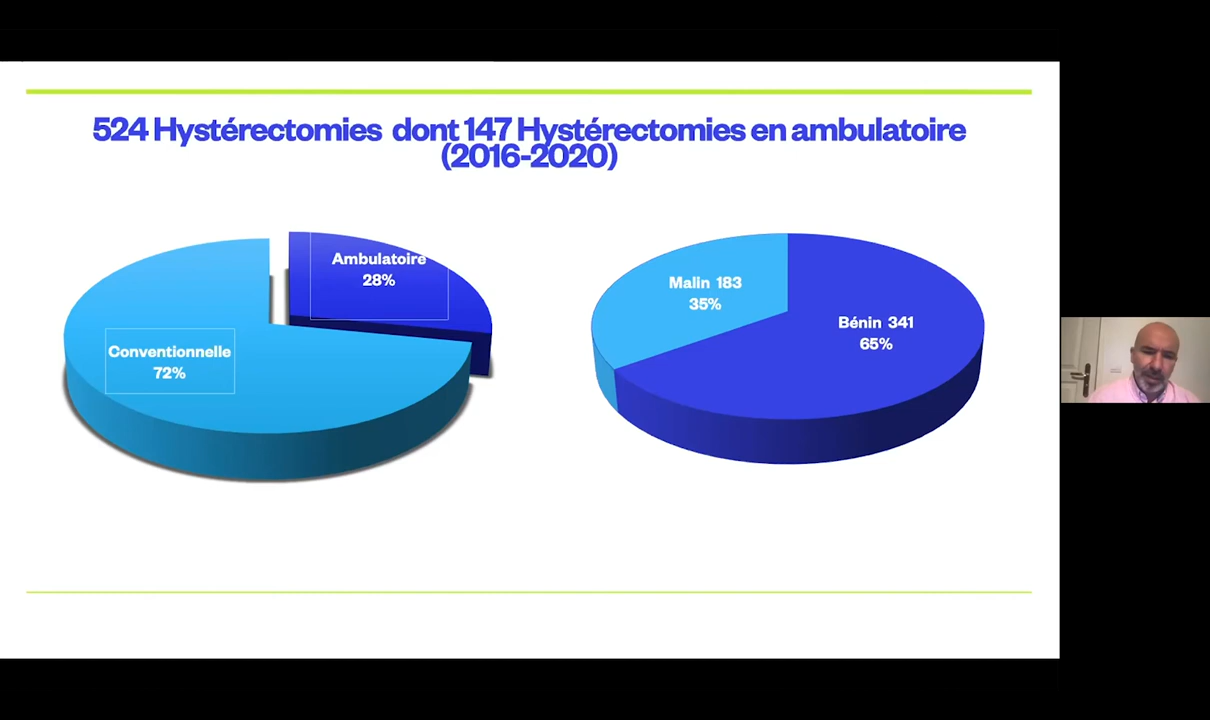 524 Hystérectomies dont 147 Hystérectomies en ambulatoire
(2016-2020)
Ambulatoire
28%
Conventionnelle
72%
Malin 183
35%
Bénin 341
65%